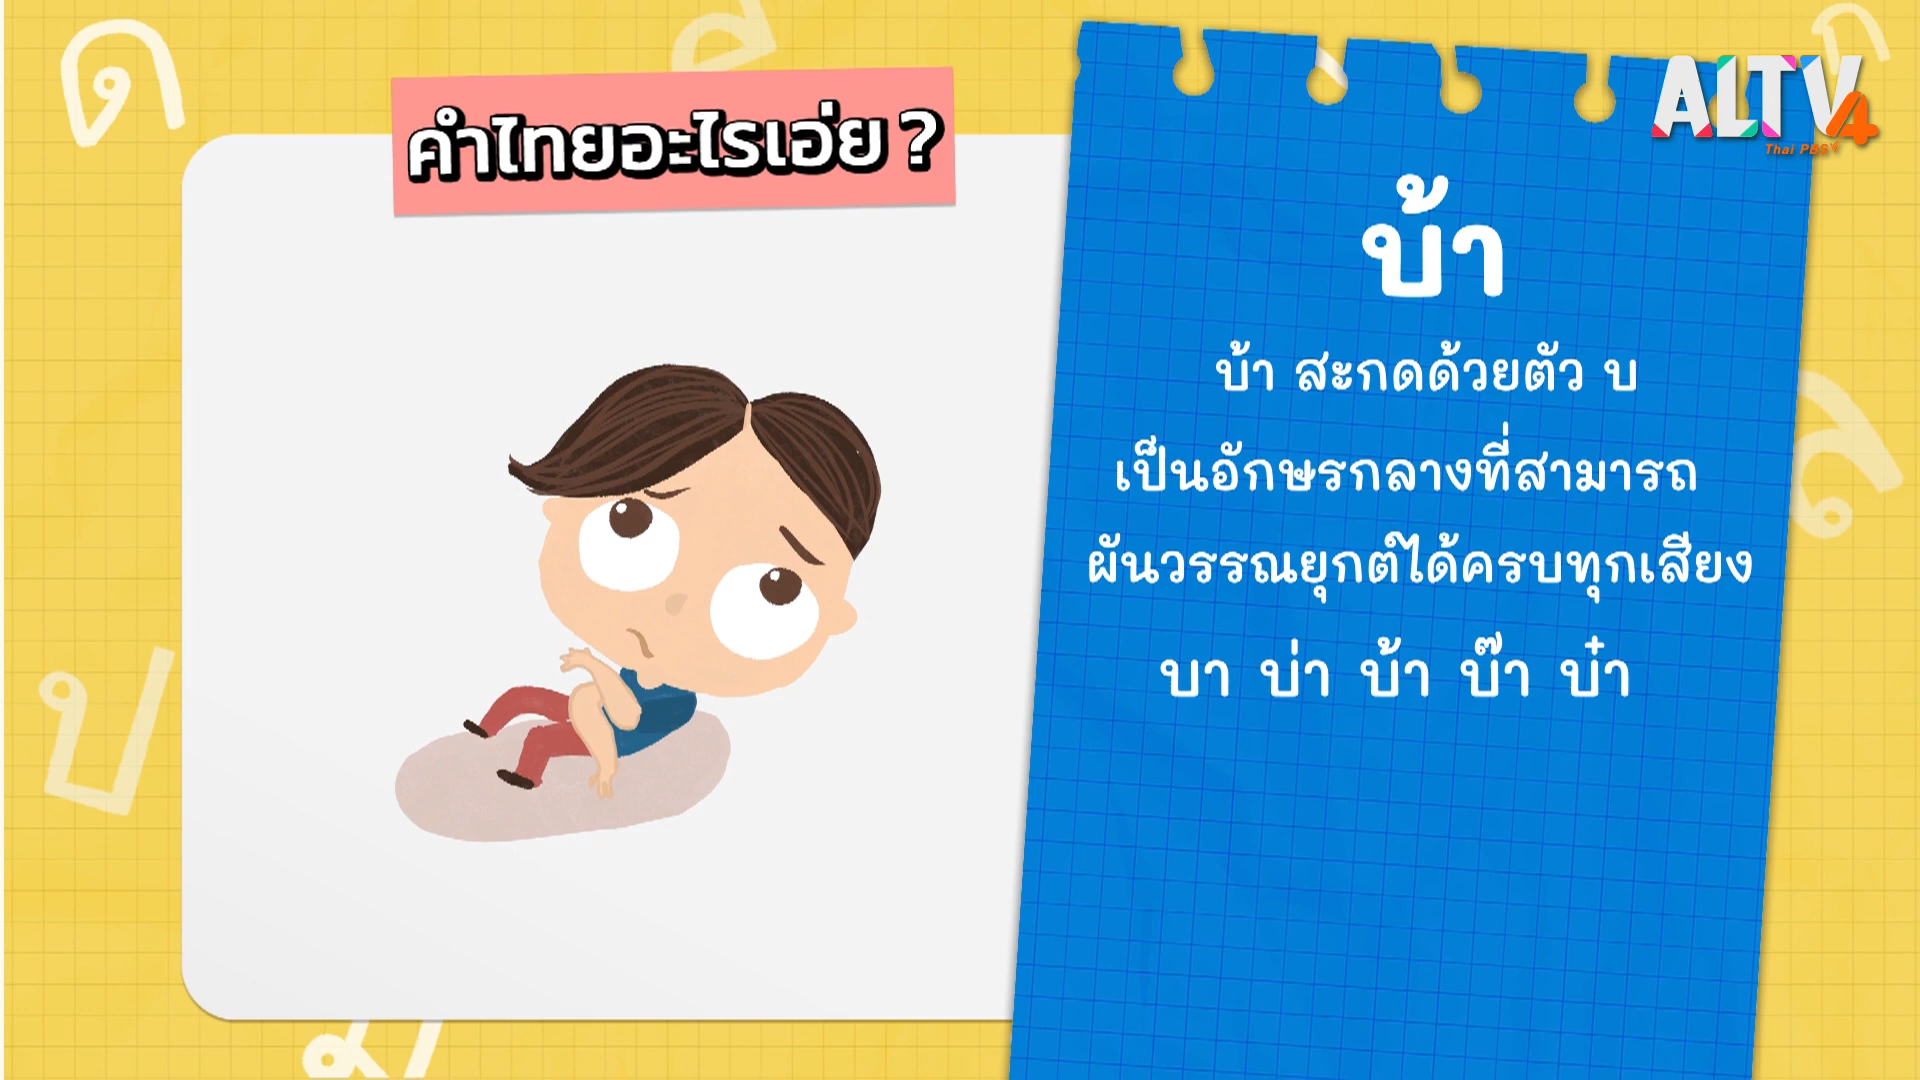 ด
ก
ALTV4
Thai PBS
คำไทยอะไรเอ่ย ?
บ้า
บ้า สะกดด้วยตัว บ
เป็นอักษรกลางที่สามารถ
ผันวรรณยุกต์ได้ครบทุกเสียง
บา บ่า บ้า บ๊า บ๋า
ป